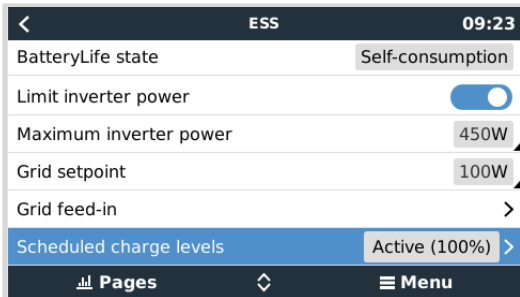 ESS 09:23
BatteryLife state Self-consumption
Limit inverter power
Maximum inverter power 450W
Grid setpoint 100W
Grid feed-in
Scheduled charge levels Active (100%)
Pages Menu